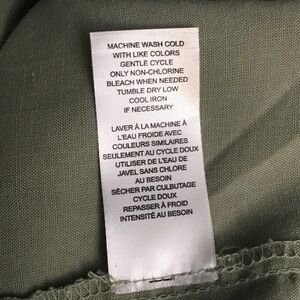 MACHINE WASH COLD
WITH LIKE COLORS
GENTLE CYCLE
ONLY NON-CHLORINE
BLEACH WHEN NEEDED
TUMBLE DRY LOW
COOL IRON
IF NECESSARY
LAVER À LA MACHINE À
L'EAU FROIDE AVEC
COULEURS SIMILAIRES
SEULEMENT AU CYCLE DOUX
UTILISER DE L'EAU DE
JAVEL SANS CHLORE
AU BESOIN
SÉCHER PAR CULBUTAGE
CYCLE DOUX
REPASSER À FROID
INTENSITÉ AU BESOIN